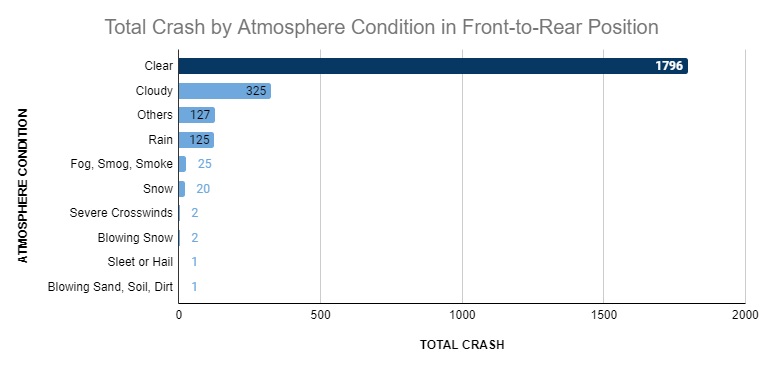 Total Crash by Atmosphere Condition in Front-to-Rear Position
ATMOSPHERE CONDITION
Clear 1796
Cloudy 325
Others 127
Rain 125
Fog, Smog, Smoke 25
Snow 20
Severe Crosswinds 2
Blowing Snow 2
Sleet or Hail 1
Blowing Sand, Soil, Dirt 1
0 500 1000 1500 2000
TOTAL CRASH